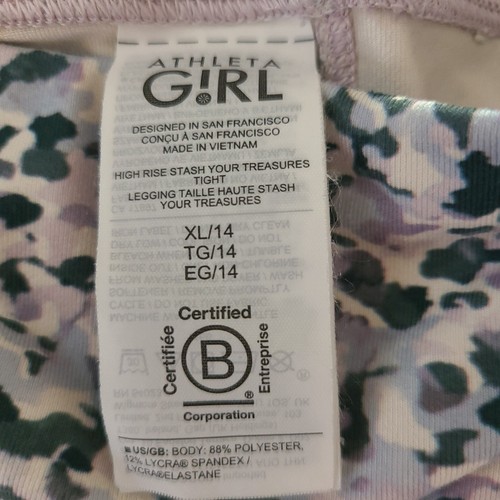 ATHLETA
G!RL
DESIGNED IN SAN FRANCISCO
CONÇU À SAN FRANCISCO
MADE IN VIETNAM
HIGH RISE STASH YOUR TREASURES
TIGHT
LEGGING TAILLE HAUTE STASH
YOUR TREASURES
XL/14
TG/14
EG/14
Certified
Certifiée
B
Entreprise
®
Corporation
US/GB: BODY: 88% POLYESTER,
12% LYCRA® SPANDEX /
LYCRA®ELASTANE